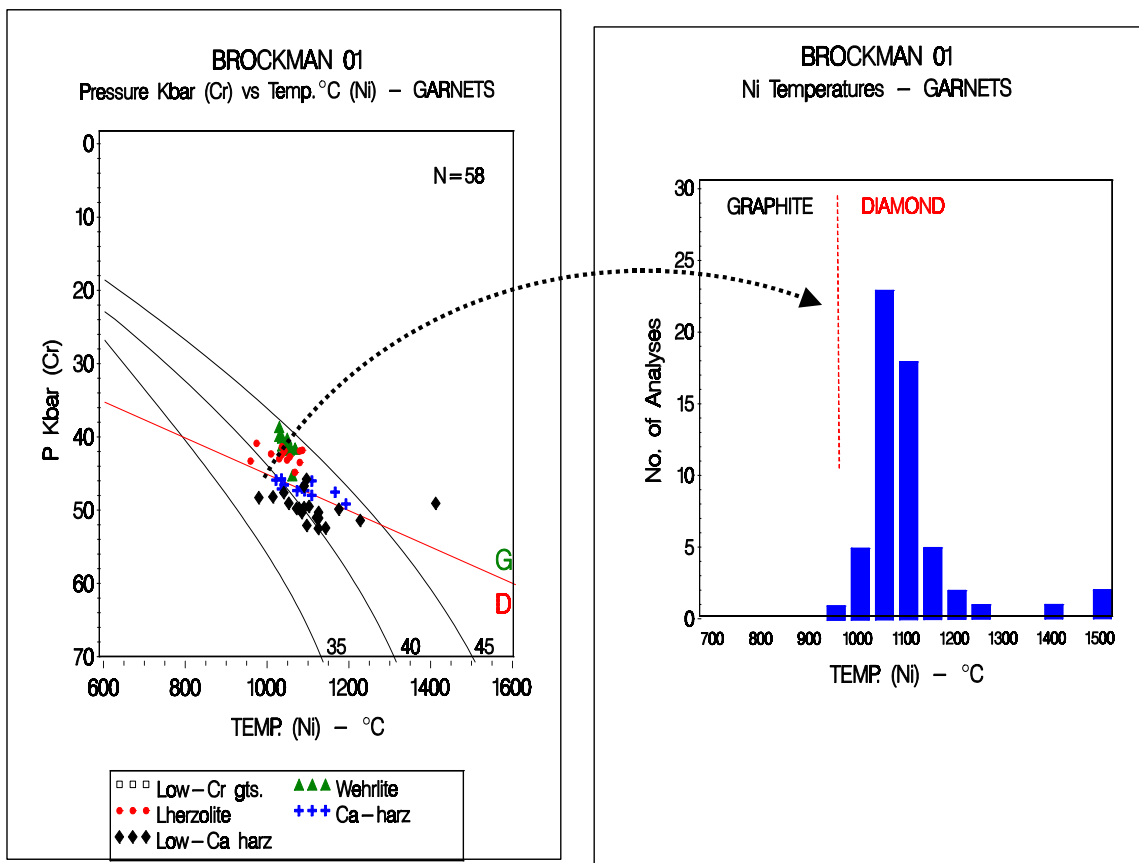 BROCKMAN 01
Pressure Kbar (Cr) vs Temp. °C (Ni) – GARNETS
N=58
0
10
20
30
40
50
60
70
P Kbar (Cr)
G
D
35 40 45
600 800 1000 1200 1400 1600
TEMP. (Ni) – °C
Low–Cr gts. Wehrlite
Lherzolite Ca–harz
Low–Ca harz
BROCKMAN 01
Ni Temperatures – GARNETS
GRAPHITE DIAMOND
30
25
20
15
10
5
0
No. of Analyses
700 800 900 1000 1100 1200 1300 1400 1500
TEMP. (Ni) – °C